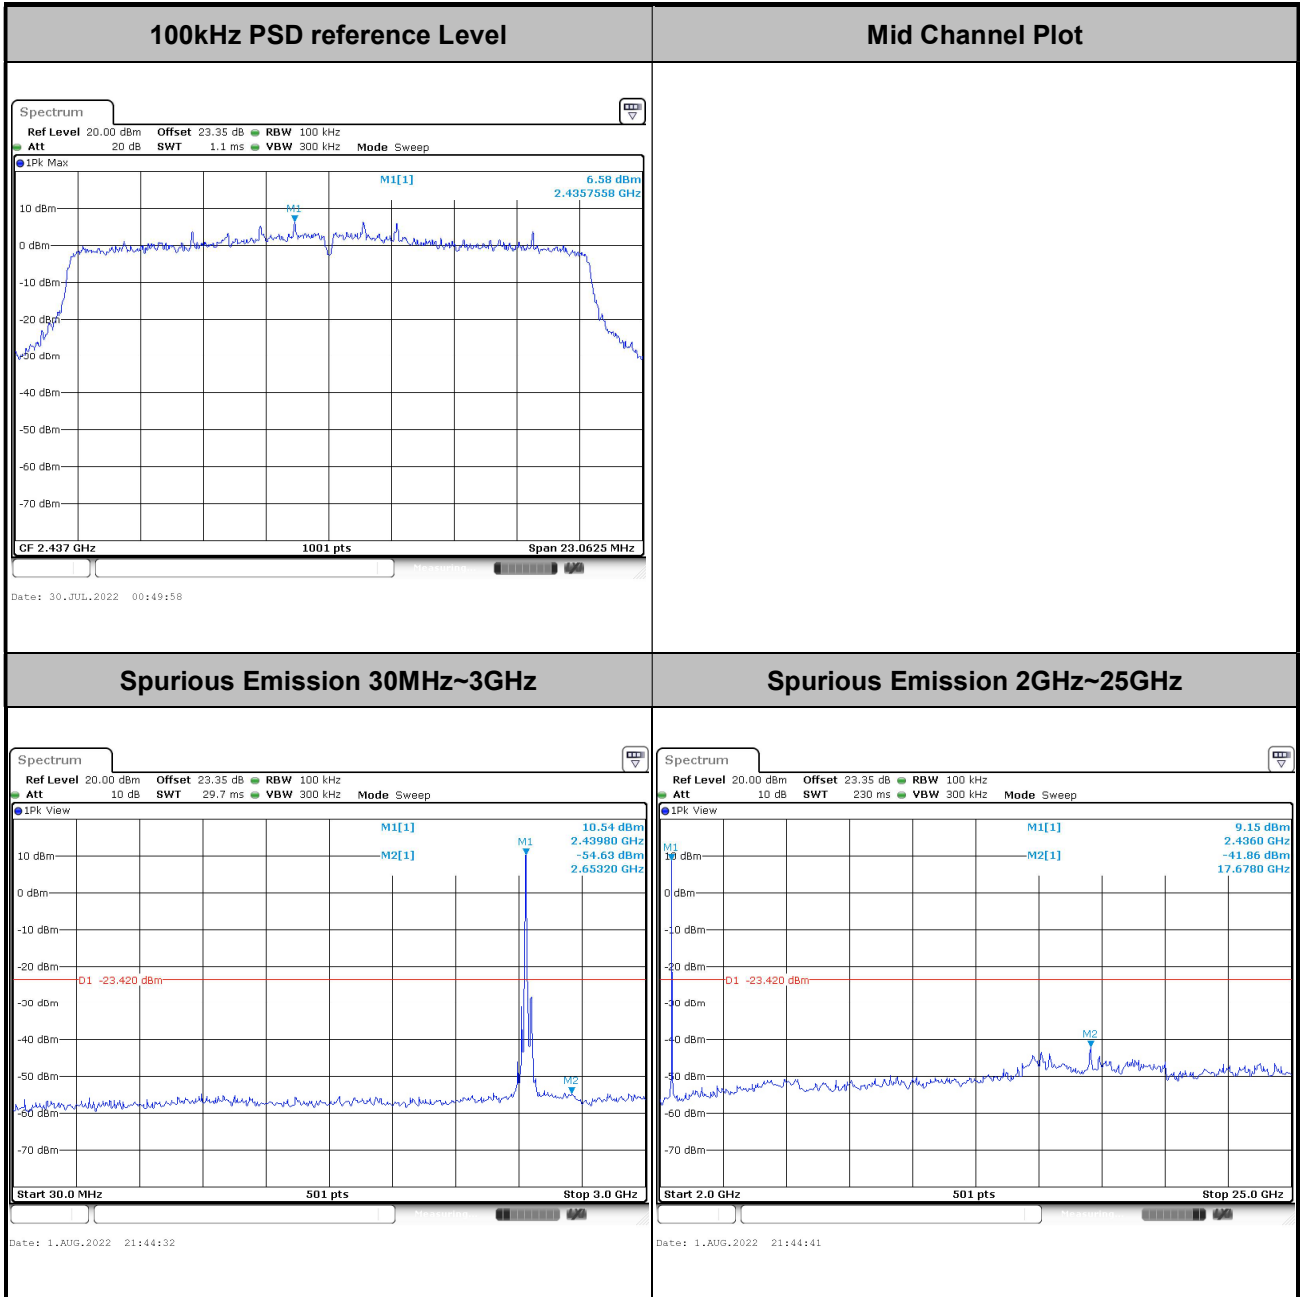 100kHz PSD reference Level
Mid Channel Plot
Spectrum
Ref Level 20.00 dBm Offset 23.35 dB RBW 100 kHz
Att 20 dB SWT 1.1 ms VBW 300 kHz Mode Sweep
1Pk Max
M1[1] 6.58 dBm
2.4357558 GHz
M1
10 dBm
0 dBm
-10 dBm
-20 dBm
-30 dBm
-40 dBm
-50 dBm
-60 dBm
-70 dBm
CF 2.437 GHz 1001 pts Span 23.0625 MHz
Measuring
Date: 30.JUL.2022 00:49:58
Spurious Emission 30MHz~3GHz
Spurious Emission 2GHz~25GHz
Spectrum
Ref Level 20.00 dBm Offset 23.35 dB RBW 100 kHz
Att 10 dB SWT 29.7 ms VBW 300 kHz Mode Sweep
1Pk View
M1[1] 10.54 dBm
2.43980 GHz
M2[1] -54.63 dBm
2.65320 GHz
M1
10 dBm
0 dBm
-10 dBm
-20 dBm
D1 -23.420 dBm
-30 dBm
-40 dBm
-50 dBm
M2
-60 dBm
-70 dBm
Start 30.0 MHz 501 pts Stop 3.0 GHz
Measuring
Date: 1.AUG.2022 21:44:32
Spectrum
Ref Level 20.00 dBm Offset 23.35 dB RBW 100 kHz
Att 10 dB SWT 230 ms VBW 300 kHz Mode Sweep
1Pk View
M1[1] 9.15 dBm
2.4360 GHz
M2[1] -41.86 dBm
17.6780 GHz
M1
10 dBm
0 dBm
-10 dBm
-20 dBm
D1 -23.420 dBm
-30 dBm
M2
-40 dBm
-50 dBm
-60 dBm
-70 dBm
Start 2.0 GHz 501 pts Stop 25.0 GHz
Measuring
Date: 1.AUG.2022 21:44:41